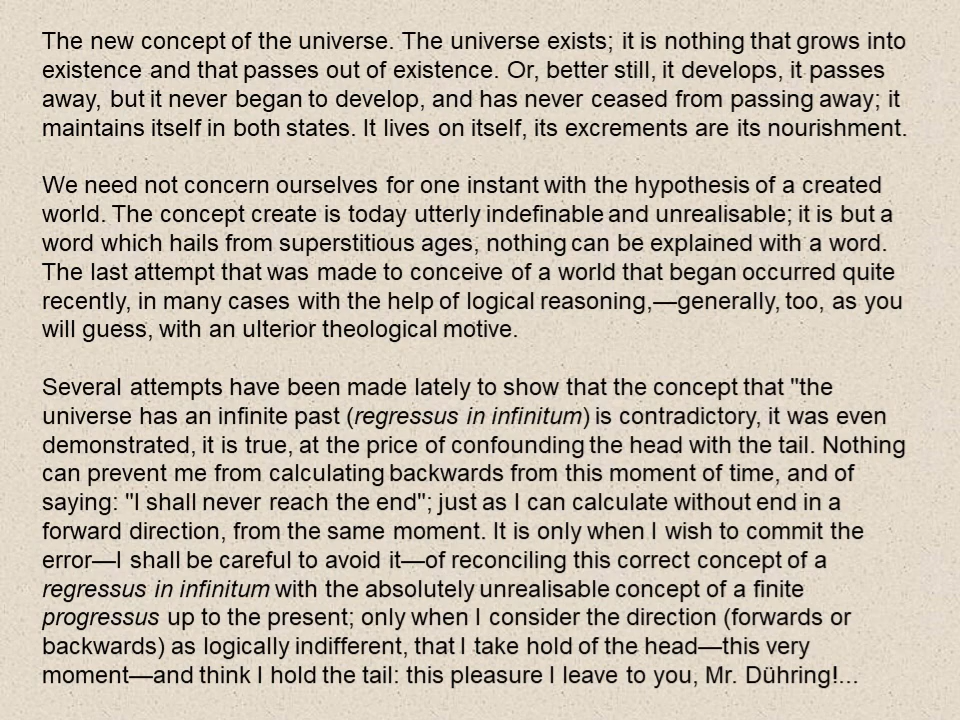 The new concept of the universe. The universe exists; it is nothing that grows into
existence and that passes out of existence. Or, better still, it develops, it passes
away, but it never began to develop, and has never ceased from passing away; it
maintains itself in both states. It lives on itself, its excrements are its nourishment.
We need not concern ourselves for one instant with the hypothesis of a created
world. The concept create is today utterly indefinable and unrealisable; it is but a
word which hails from superstitious ages, nothing can be explained with a word.
The last attempt that was made to conceive of a world that began occurred quite
recently, in many cases with the help of logical reasoning,—generally, too, as you
will guess, with an ulterior theological motive.
Several attempts have been made lately to show that the concept that "the
universe has an infinite past (regressus in infinitum) is contradictory, it was even
demonstrated, it is true, at the price of confounding the head with the tail. Nothing
can prevent me from calculating backwards from this moment of time, and of
saying: "I shall never reach the end"; just as I can calculate without end in a
forward direction, from the same moment. It is only when I wish to commit the
error—I shall be careful to avoid it—of reconciling this correct concept of a
regressus in infinitum with the absolutely unrealisable concept of a finite
progressus up to the present; only when I consider the direction (forwards or
backwards) as logically indifferent, that I take hold of the head—this very
moment—and think I hold the tail: this pleasure I leave to you, Mr. Dühring!...